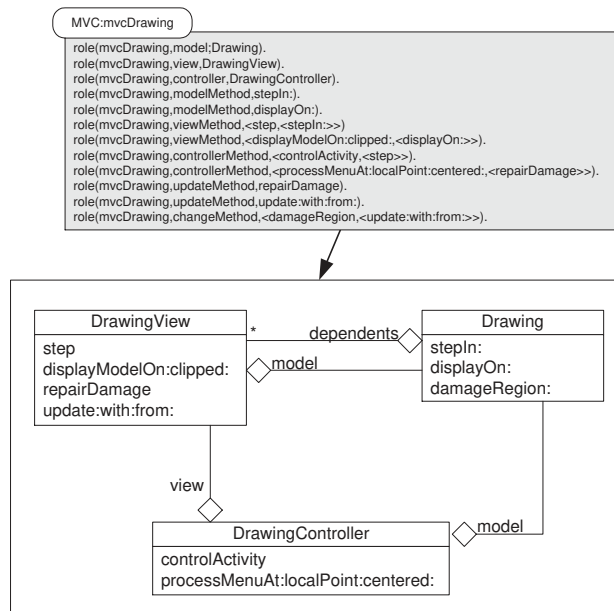 MVC:mvcDrawing
role(mvcDrawing,model;Drawing).
role(mvcDrawing,view,DrawingView).
role(mvcDrawing,controller,DrawingController).
role(mvcDrawing,modelMethod,stepIn:).
role(mvcDrawing,modelMethod,displayOn:).
role(mvcDrawing,viewMethod,<step,<stepIn:>>)
role(mvcDrawing,viewMethod,<displayModelOn:clipped:,<displayOn:>>).
role(mvcDrawing,controllerMethod,<controlActivity,<step>>).
role(mvcDrawing,controllerMethod,<processMenuAt:localPoint:centered:,<repairDamage>>).
role(mvcDrawing,updateMethod,repairDamage).
role(mvcDrawing,updateMethod,update:with:from:).
role(mvcDrawing,changeMethod,<damageRegion,<update:with:from:>>).
DrawingView
step
displayModelOn:clipped:
repairDamage
update:with:from:
* dependents
model
Drawing
stepIn:
displayOn:
damageRegion:
view
model
DrawingController
controlActivity
processMenuAt:localPoint:centered: